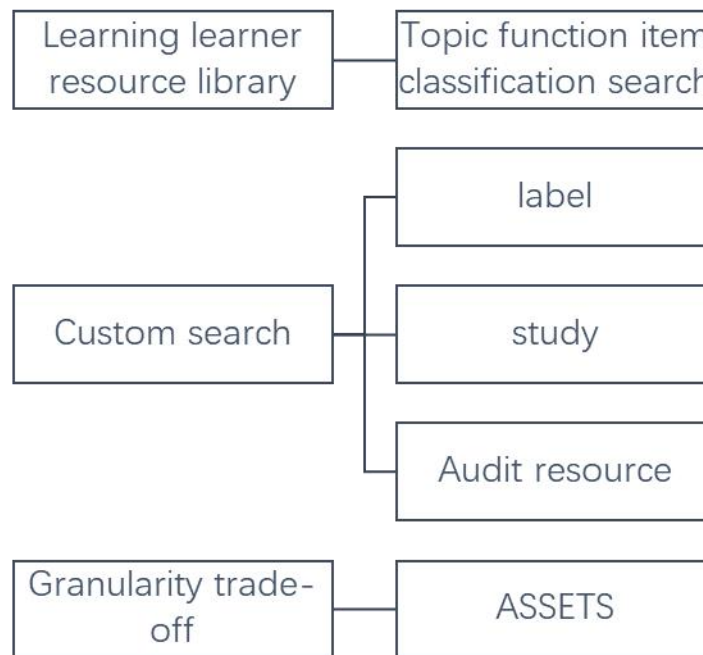 Learning learner
resource library
Topic function item
classification search
label
Custom search
study
Audit resource
Granularity trade-
off
ASSETS